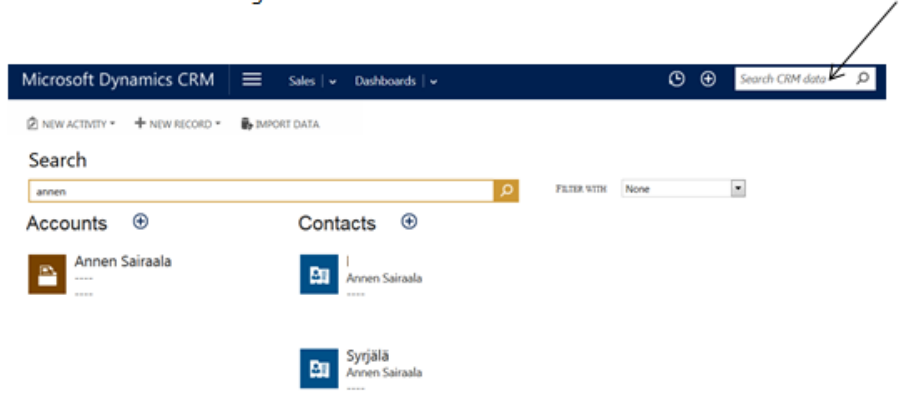 Microsoft Dynamics CRM Sales Dashboards Search CRM data
NEW ACTIVITY NEW RECORD IMPORT DATA
Search
annen FILTER WITH None
Accounts Contacts
Annen Sairaala
----
----
Annen Sairaala
----
Syrjälä
Annen Sairaala
----